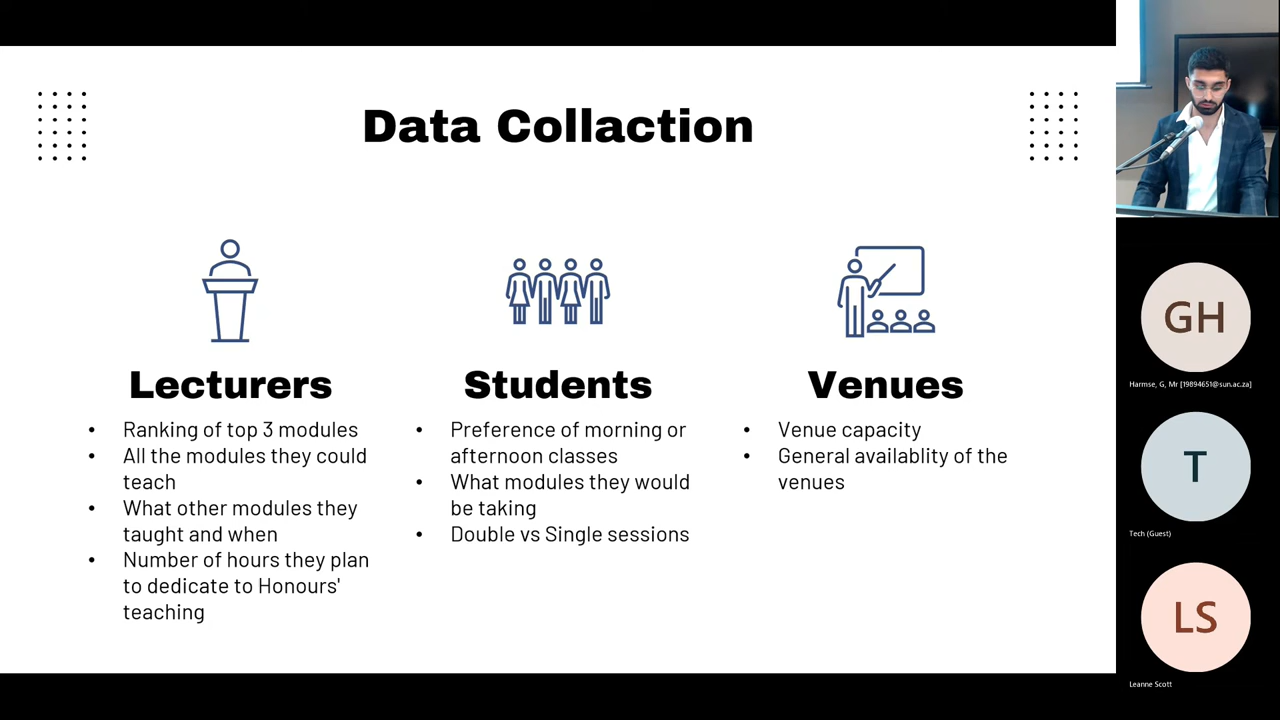 Data Collaction
Lecturers
Ranking of top 3 modules
All the modules they could
teach
What other modules they
taught and when
Number of hours they plan
to dedicate to Honours'
teaching
Students
Preference of morning or
afternoon classes
What modules they would
be taking
Double vs Single sessions
Venues
Venue capacity
General availablity of the
venues
GH
Harmse, G, Mr [19894651@sun.ac.za]
T
Tech (Guest)
LS
Leanne Scott